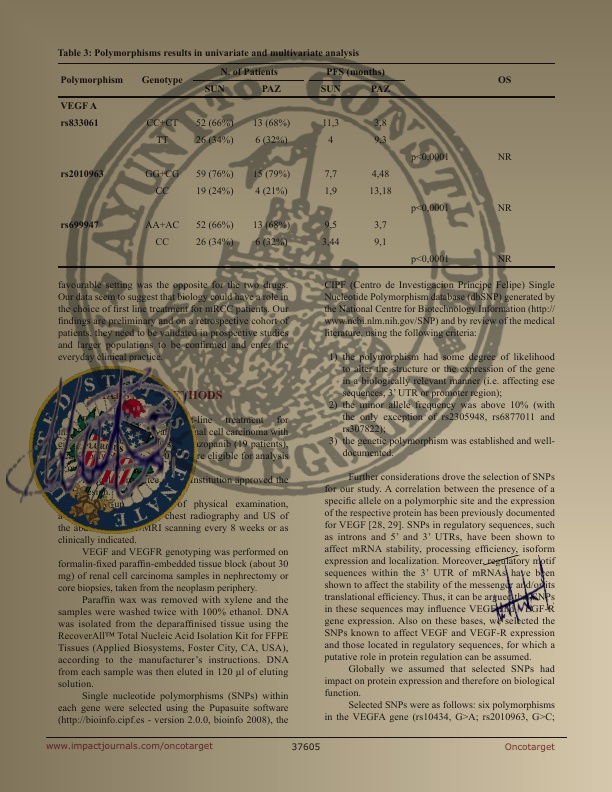 Table 3: Polymorphisms results in univariate and multivariate analysis
Polymorphism Genotype N. of Patients PFS (months) OS
SUN PAZ SUN PAZ
VEGF A
rs833061 CC+CT 52 (66%) 13 (68%) 11,3 3,8
TT 26 (34%) 6 (32%) 4 9,3
p<0,0001 NR
rs2010963 GG+CG 59 (76%) 15 (79%) 7,7 4,48
CC 19 (24%) 4 (21%) 1,9 13,18
p<0,0001 NR
rs699947 AA+AC 52 (66%) 13 (68%) 9,5 3,7
CC 26 (34%) 6 (32%) 3,44 9,1
p<0,0001 NR
favourable setting was the opposite for the two drugs.
Our data seem to suggest that biology could have a role in
the choice of first line treatment for mRCC patients. Our
findings are preliminary and on a retrospective cohort of
patients, they need to be validated in prospective studies
and larger populations to be confirmed and enter the
everyday clinical practice.
-line treatment for
cell carcinoma with
(19 patients),
eligible for analysis
institution approved the
of physical examination,
chest radiography and US of
the MRI scanning every 8 weeks or as
clinically indicated.
VEGF and VEGFR genotyping was performed on
formalin-fixed paraffin-embedded tissue block (about 30
mg) of renal cell carcinoma samples in nephrectomy or
core biopsies, taken from the neoplasm periphery.
Paraffin wax was removed with xylene and the
samples were washed twice with 100% ethanol. DNA
was isolated from the deparaffinised tissue using the
RecoverAll™ Total Nucleic Acid Isolation Kit for FFPE
Tissues (Applied Biosystems, Foster City, CA, USA),
according to the manufacturer's instructions. DNA
from each sample was then eluted in 120 µl of eluting
solution.
Single nucleotide polymorphisms (SNPs) within
each gene were selected using the Pupasuite software
(http://bioinfo.cipf.es - version 2.0.0, bioinfo 2008), the
CIPF (Centro de Investigacion Principe Felipe) Single
Nucleotide Polymorphism database (dbSNP) generated by
the National Centre for Biotechnology Information (http://
www.ncbi.nlm.nih.gov/SNP) and by review of the medical
literature, using the following criteria:
1) the polymorphism had some degree of likelihood
to alter the structure or the expression of the gene
in a biologically relevant manner (i.e. affecting ese
sequences, 3' UTR or promoter region);
2) the minor allele frequency was above 10% (with
the only exception of rs2305948, rs6877011 and
rs307822);
3) the genetic polymorphism was established and well-
documented.
Further considerations drove the selection of SNPs
for our study. A correlation between the presence of a
specific allele on a polymorphic site and the expression
of the respective protein has been previously documented
for VEGF [28, 29]. SNPs in regulatory sequences, such
as introns and 5' and 3' UTRs, have been shown to
affect mRNA stability, processing efficiency, isoform
expression and localization. Moreover, regulatory motif
sequences within the 3' UTR of mRNAs have been
shown to affect the stability of the messenger and/or its
translational efficiency. Thus, it can be argued that SNPs
in these sequences may influence VEGF and VEGF-R
gene expression. Also on these bases, we selected the
SNPs known to affect VEGF and VEGF-R expression
and those located in regulatory sequences, for which a
putative role in protein regulation can be assumed.
Globally we assumed that selected SNPs had
impact on protein expression and therefore on biological
function.
Selected SNPs were as follows: six polymorphisms
in the VEGFA gene (rs10434, G>A; rs2010963, G>C;
www.impactjournals.com/oncotarget 37605 Oncotarget